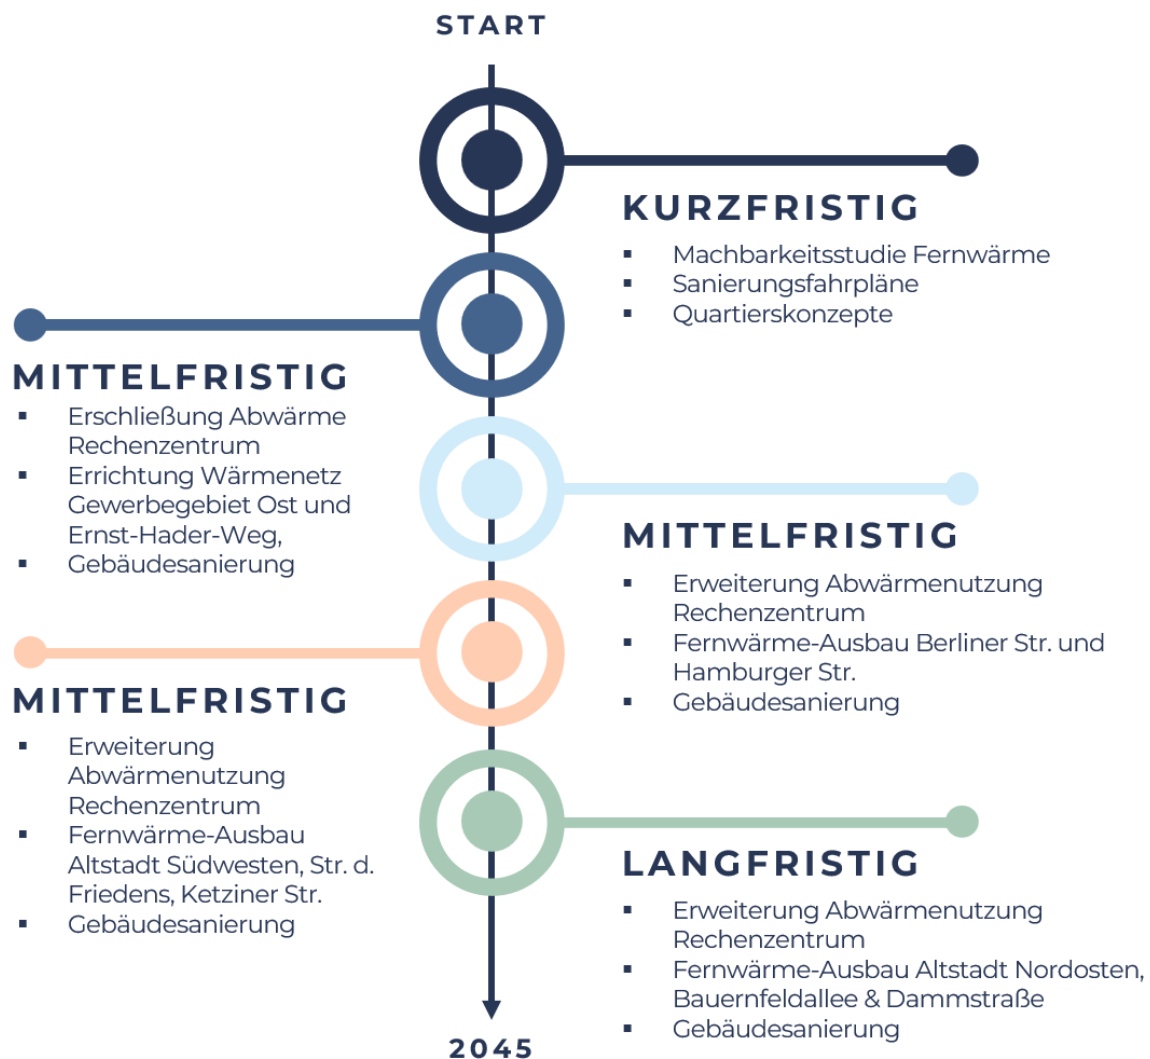 START
KURZFRISTIG
▪ Machbarkeitsstudie Fernwärme
▪ Sanierungsfahrpläne
▪ Quartierskonzepte
MITTELFRISTIG
▪ Erschließung Abwärme
Rechenzentrum
▪ Errichtung Wärmenetz
Gewerbegebiet Ost und
Ernst-Hader-Weg,
▪ Gebäudesanierung
MITTELFRISTIG
▪ Erweiterung Abwärmenutzung
Rechenzentrum
▪ Fernwärme-Ausbau Berliner Str. und
Hamburger Str.
▪ Gebäudesanierung
MITTELFRISTIG
▪ Erweiterung
Abwärmenutzung
Rechenzentrum
▪ Fernwärme-Ausbau
Altstadt Südwesten, Str. d.
Friedens, Ketziner Str.
▪ Gebäudesanierung
LANGFRISTIG
▪ Erweiterung Abwärmenutzung
Rechenzentrum
▪ Fernwärme-Ausbau Altstadt Nordosten,
Bauernfeldallee & Dammstraße
▪ Gebäudesanierung
2045